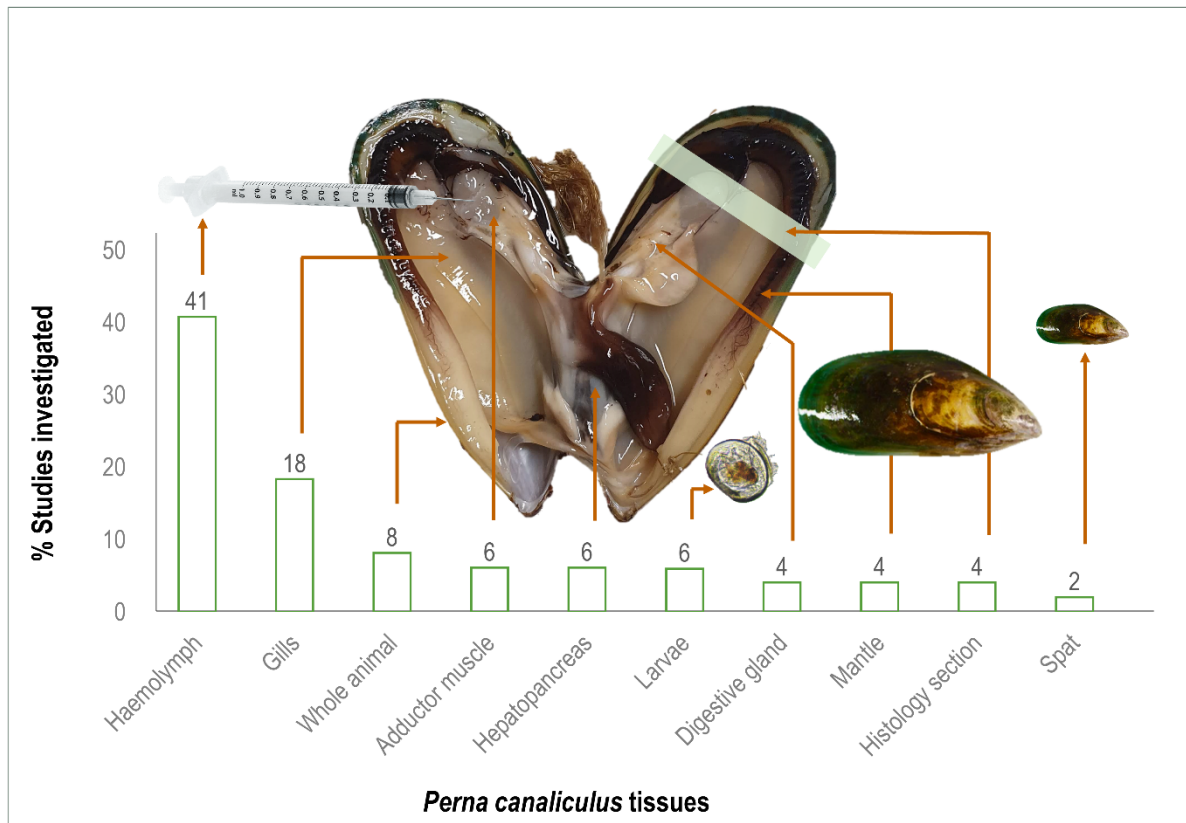 % Studies investigated
50
40
30
20
10
0
41
18
8
6
6
6
4
4
4
2
Haemolymph
Gills
Whole animal
Adductor muscle
Hepatopancreas
Larvae
Digestive gland
Mantle
Histology section
Spat
Perna canaliculus tissues